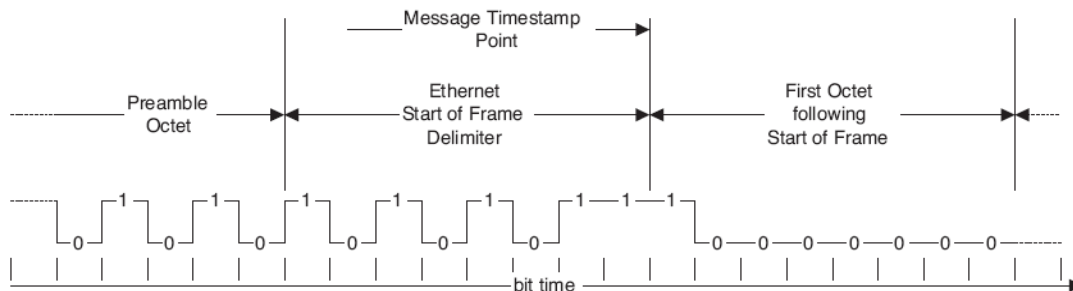 Message Timestamp
Point
Preamble
Octet
Ethernet
Start of Frame
Delimiter
First Octet
following
Start of Frame
0 1 0 1 0 1 0 1 0 1 0 1 1 1 0 0 0 0 0 0 0
bit time